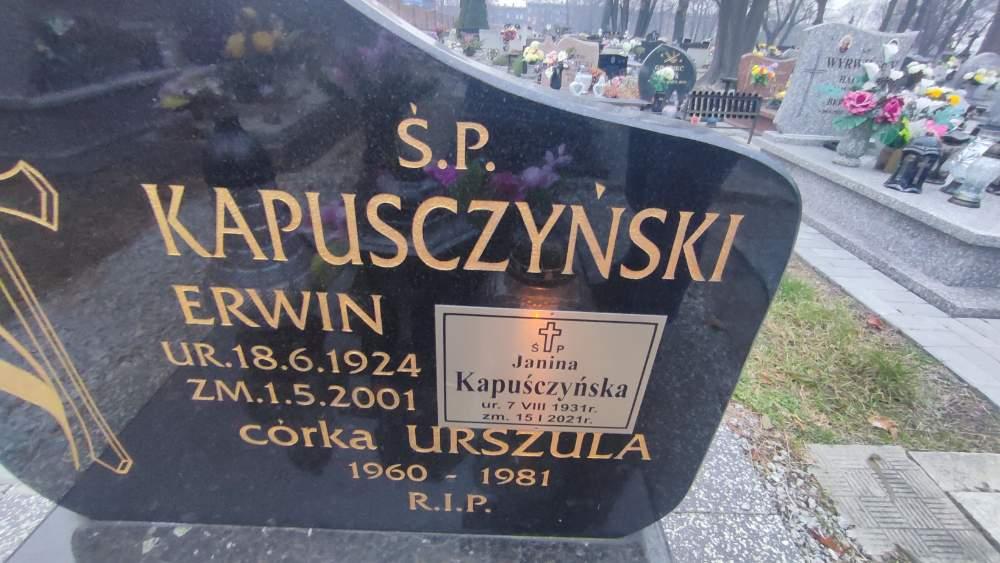 Ś.P.
KAPUSCZYŃSKI
ERWIN
UR.18.6.1924
ZM.1.5.2001
Ś P
Janina
Kapuśczyńska
ur. 7 VIII 1931r.
zm. 15 I 2021r.
córka URSZULA
1960 - 1981
R.I.P.